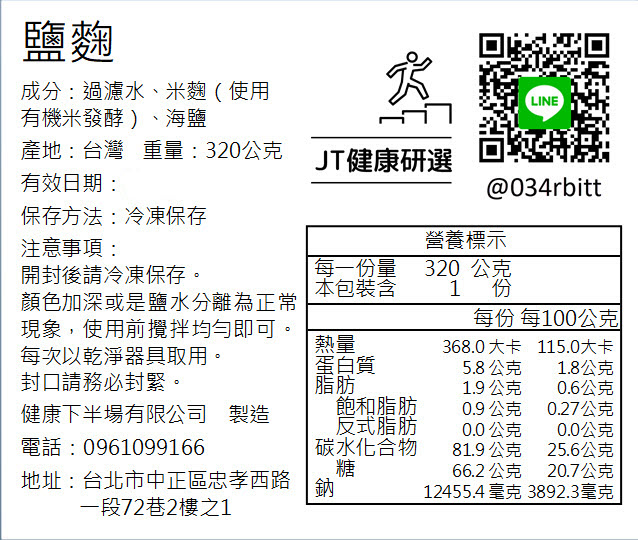 鹽麴
成分：過濾水、米麴（使用
有機米發酵）、海鹽
產地：台灣　重量：320公克
有效日期：
保存方法：冷凍保存
注意事項：
開封後請冷凍保存。
顏色加深或是鹽水分離為正常
現象，使用前攪拌均勻即可。
每次以乾淨器具取用。
封口請務必封緊。
健康下半場有限公司　製造
電話：0961099166
地址：台北市中正區忠孝西路
一段72巷2樓之1
JT健康研選
LINE
@034rbitt
營養標示
每一份量 320 公克
本包裝含 1 份
每份 每100公克
熱量 368.0 大卡 115.0大卡
蛋白質 5.8 公克 1.8公克
脂肪 1.9 公克 0.6公克
飽和脂肪 0.9 公克 0.27公克
反式脂肪 0.0 公克 0.0公克
碳水化合物 81.9 公克 25.6公克
糖 66.2 公克 20.7公克
鈉 12455.4 毫克 3892.3毫克